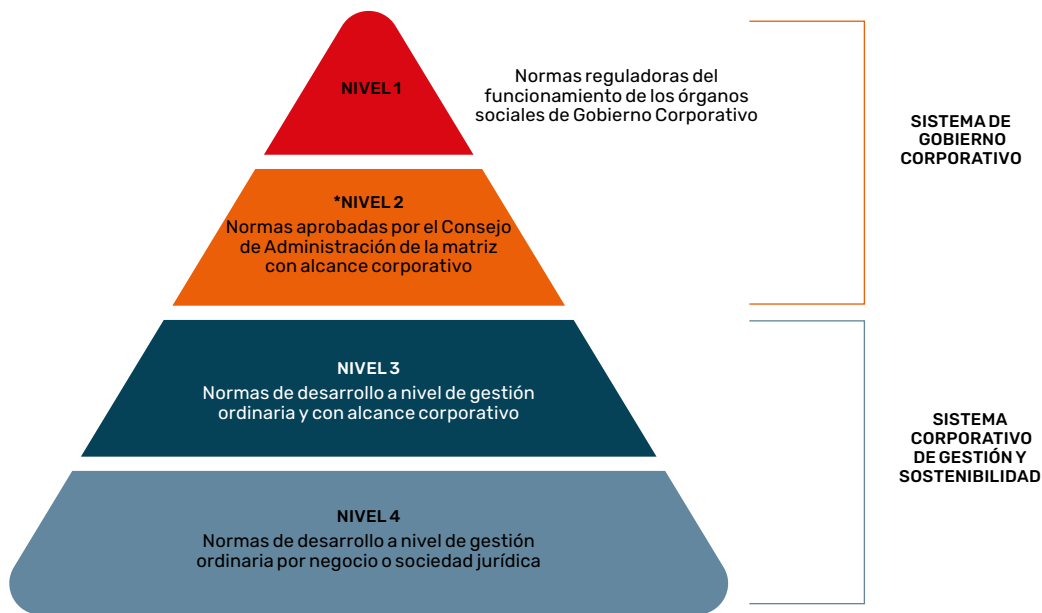 NIVEL 1
Normas reguladoras del
funcionamiento de los órganos
sociales de Gobierno Corporativo
SISTEMA DE
GOBIERNO
CORPORATIVO
*NIVEL 2
Normas aprobadas por el Consejo
de Administración de la matriz
con alcance corporativo
NIVEL 3
Normas de desarrollo a nivel de gestión
ordinaria y con alcance corporativo
SISTEMA
CORPORATIVO
DE GESTIÓN Y
SOSTENIBILIDAD
NIVEL 4
Normas de desarrollo a nivel de gestión
ordinaria por negocio o sociedad jurídica